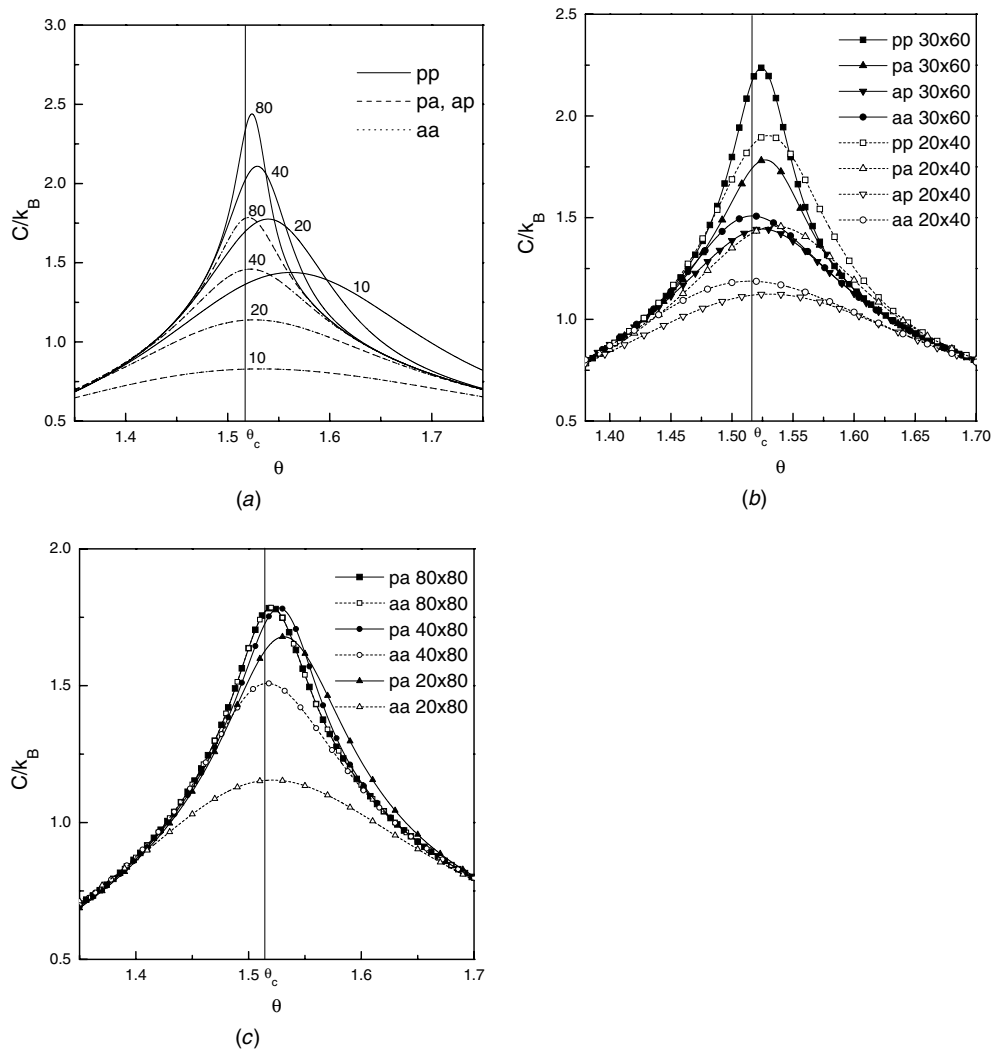 3.0
2.5
2.0
1.5
1.0
0.5
C/k_B
1.4
1.5
1.6
1.7
θ_c
θ
pp
pa, ap
aa
80
40
80
20
40
10
20
10
(a)
2.5
2.0
1.5
1.0
0.5
C/k_B
1.40
1.45
1.50
1.55
1.60
1.65
1.70
θ_c
θ
pp 30x60
pa 30x60
ap 30x60
aa 30x60
pp 20x40
pa 20x40
ap 20x40
aa 20x40
(b)
2.0
1.5
1.0
0.5
C/k_B
1.4
1.5
1.6
1.7
θ_c
θ
pa 80x80
aa 80x80
pa 40x80
aa 40x80
pa 20x80
aa 20x80
(c)